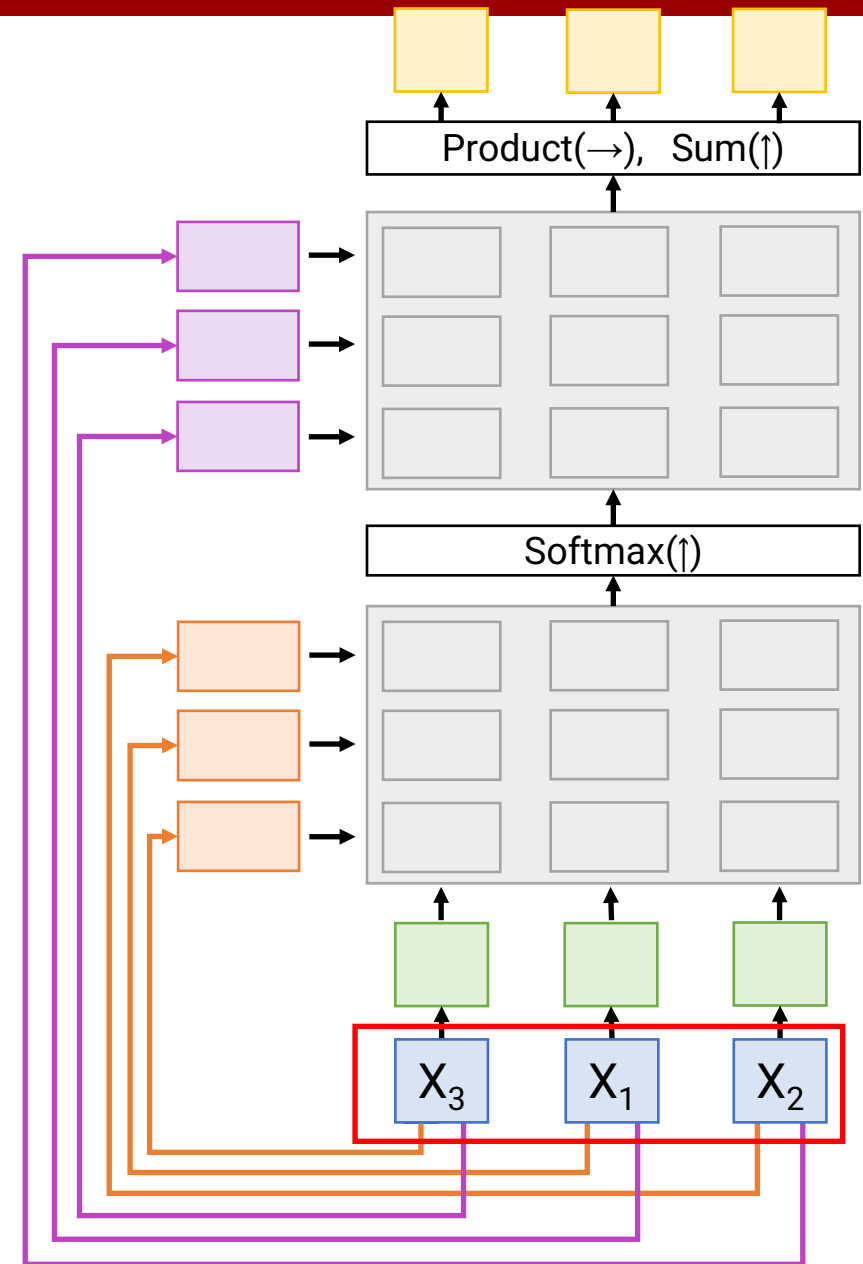 Product(→), Sum(↑)
Softmax(↑)
X₃ X₁ X₂